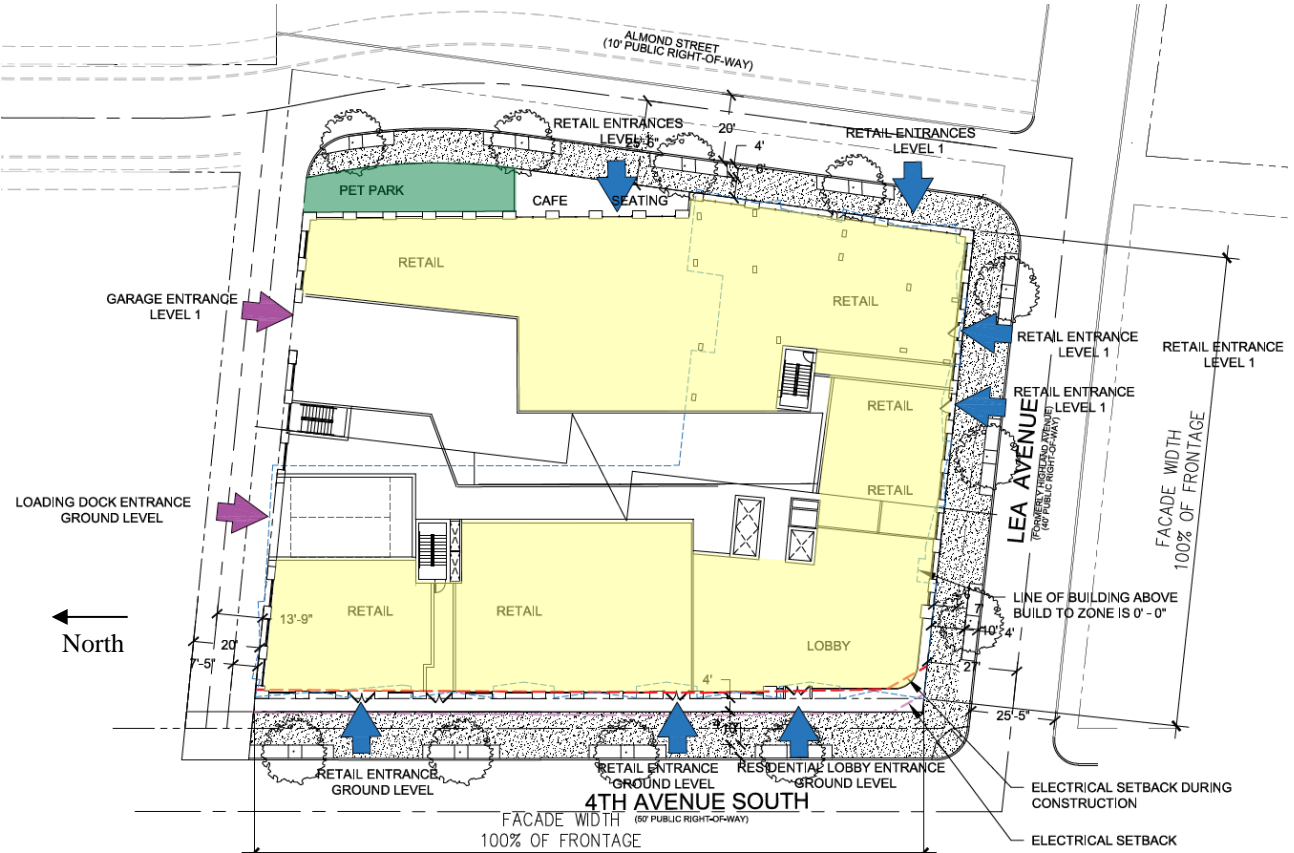 ALMOND STREET
(10' PUBLIC RIGHT-OF-WAY)
RETAIL ENTRANCES
LEVEL 1
25'-6"
20'
4'
6'
RETAIL ENTRANCES
LEVEL 1
PET PARK
CAFE
SEATING
RETAIL
RETAIL
GARAGE ENTRANCE
LEVEL 1
RETAIL ENTRANCE
LEVEL 1
RETAIL ENTRANCE
LEVEL 1
RETAIL ENTRANCE
LEVEL 1
RETAIL
RETAIL
LEA AVENUE
(FORMERLY HIGHLAND AVENUE)
(40' PUBLIC RIGHT-OF-WAY)
FACADE WIDTH
100% OF FRONTAGE
LOADING DOCK ENTRANCE
GROUND LEVEL
LINE OF BUILDING ABOVE
BUILD TO ZONE IS 0' - 0"
North
13'-9"
20'
7'-5"
RETAIL
RETAIL
LOBBY
7'
10'
4'
27'
4'
25'-5"
RETAIL ENTRANCE
GROUND LEVEL
RETAIL ENTRANCE
GROUND LEVEL
RESIDENTIAL LOBBY ENTRANCE
GROUND LEVEL
4TH AVENUE SOUTH
(50' PUBLIC RIGHT-OF-WAY)
FACADE WIDTH
100% OF FRONTAGE
ELECTRICAL SETBACK DURING
CONSTRUCTION
ELECTRICAL SETBACK